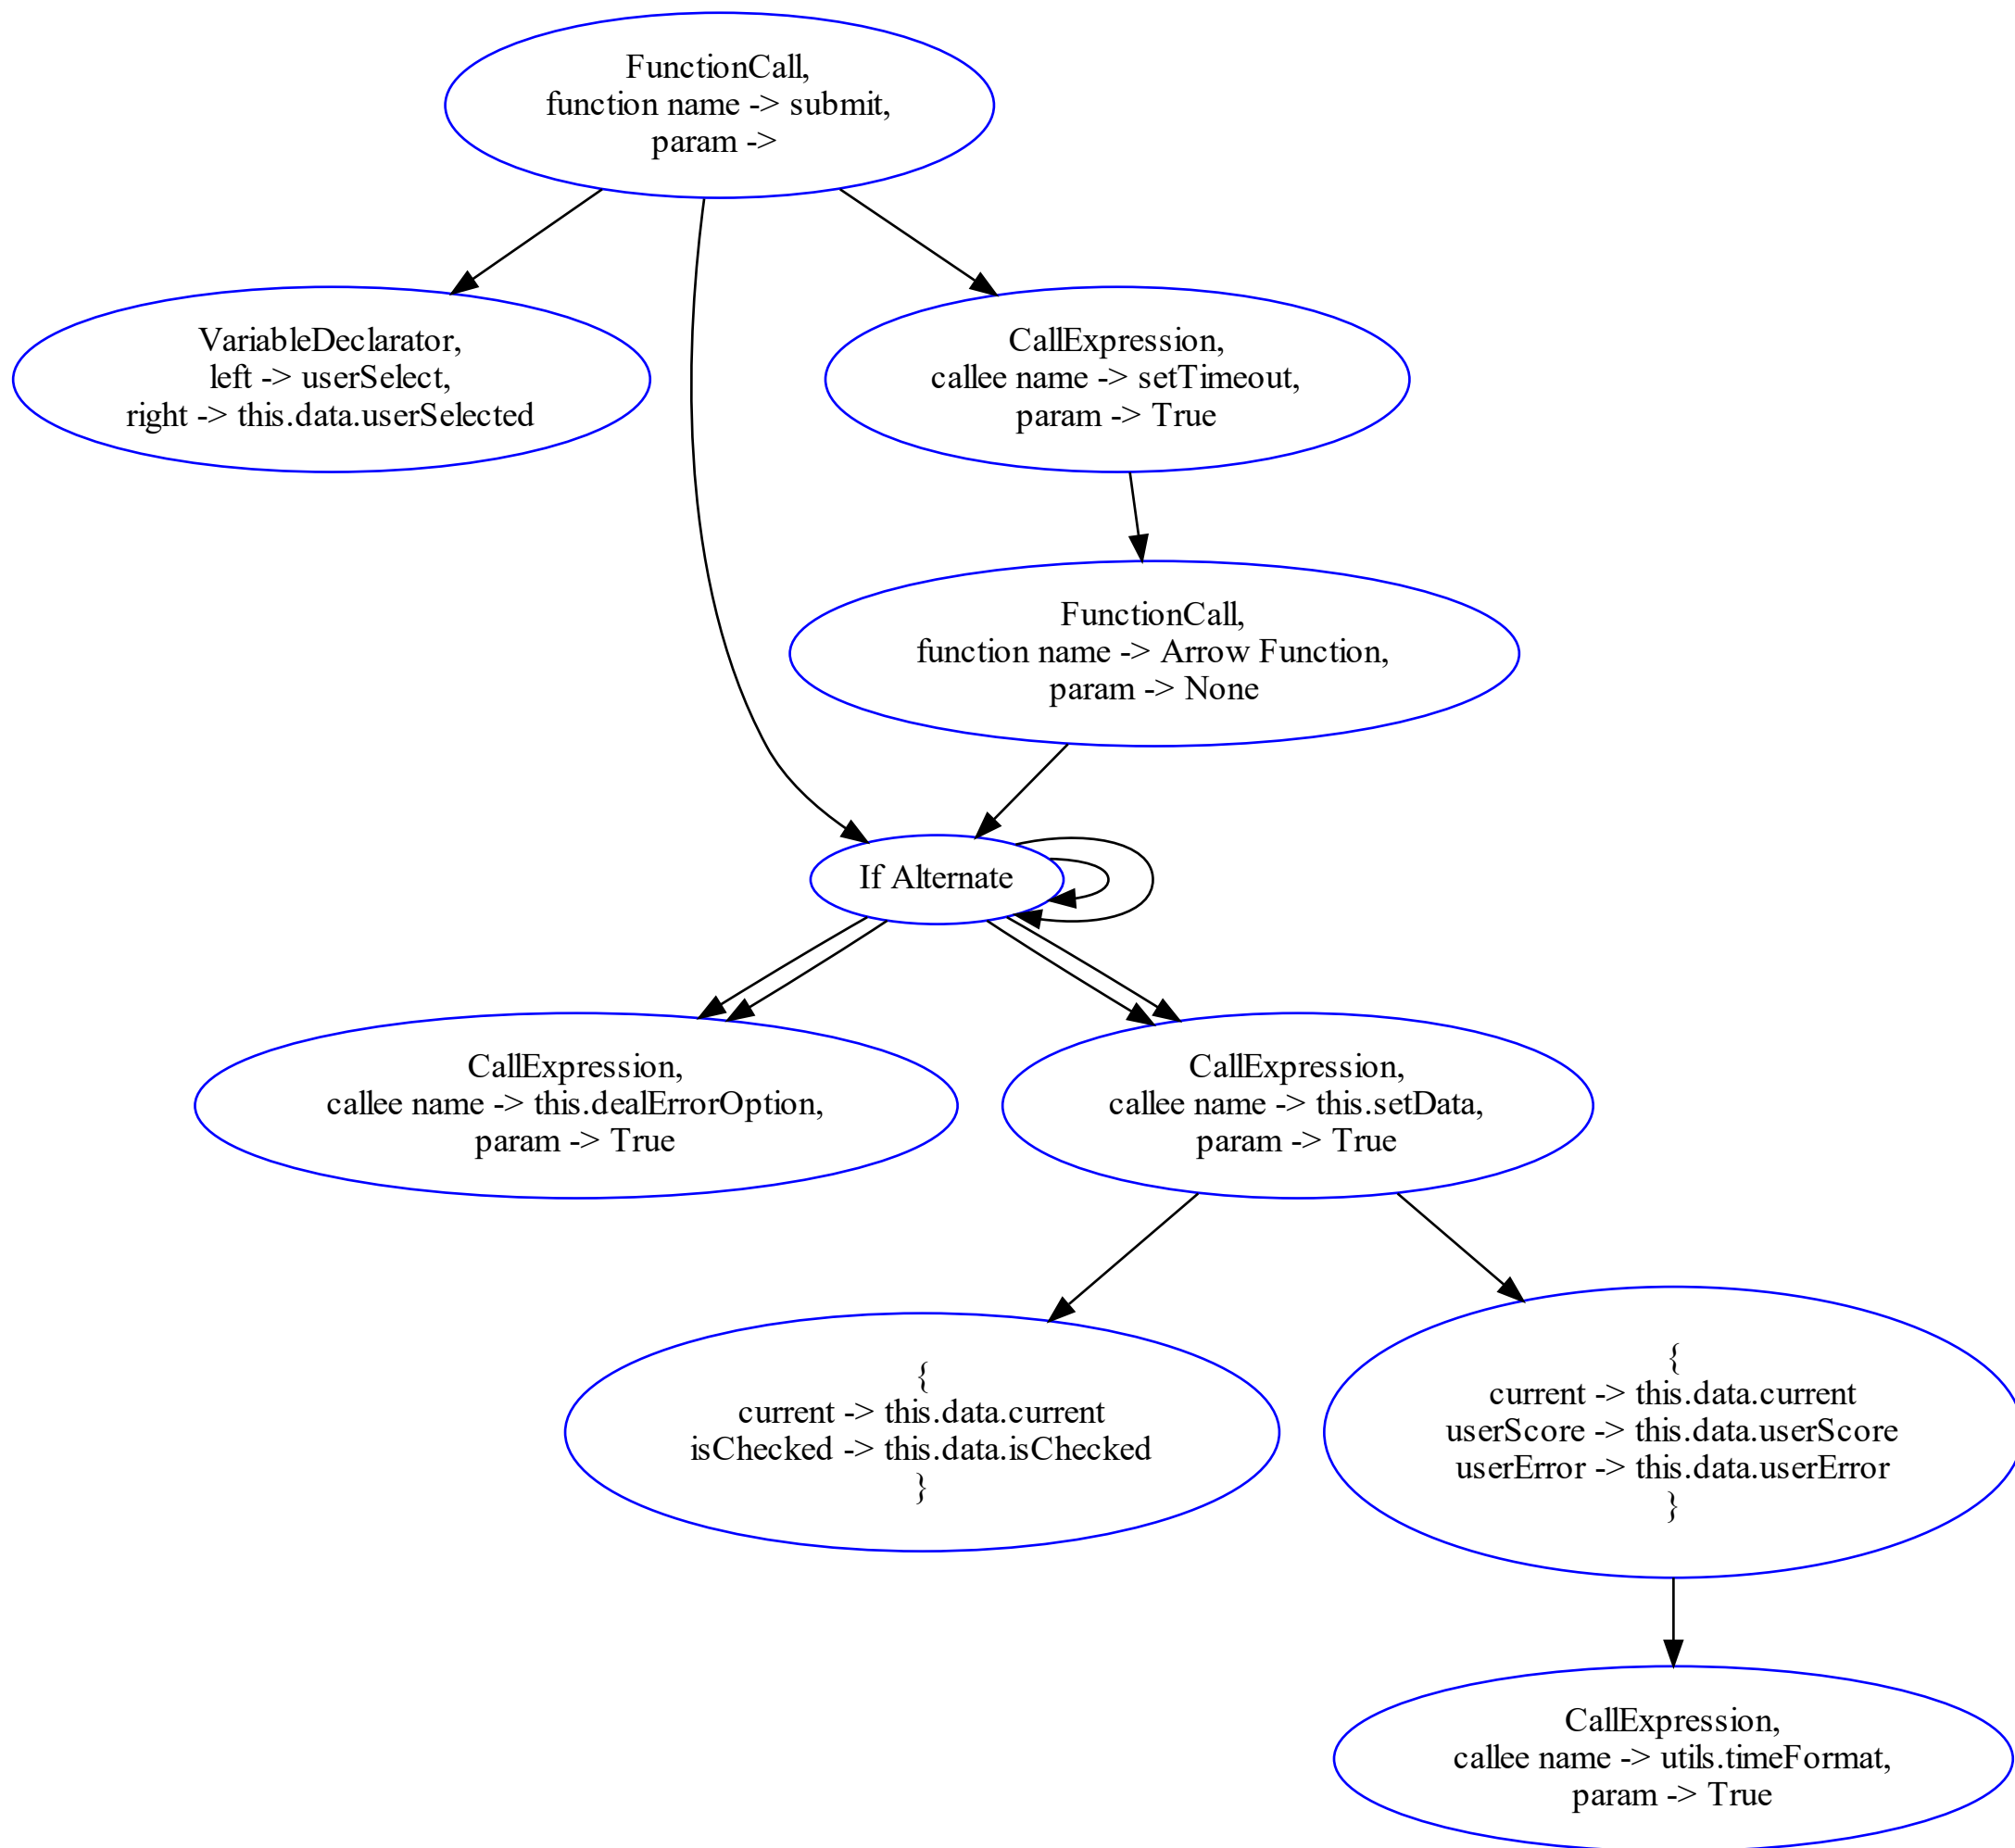 FunctionCall,
function name -> submit,
param ->
VariableDeclarator,
left -> userSelect,
right -> this.data.userSelected
CallExpression,
callee name -> setTimeout,
param -> True
FunctionCall,
function name -> Arrow Function,
param -> None
If Alternate
CallExpression,
callee name -> this.dealErrorOption,
param -> True
CallExpression,
callee name -> this.setData,
param -> True
{
current -> this.data.current
isChecked -> this.data.isChecked
}
{
current -> this.data.current
userScore -> this.data.userScore
userError -> this.data.userError
}
CallExpression,
callee name -> utils.timeFormat,
param -> True